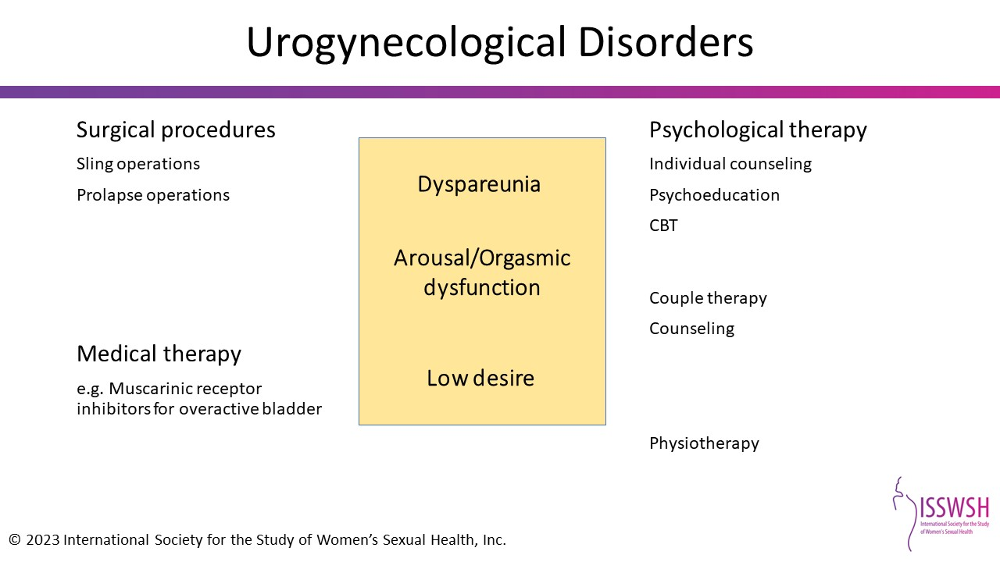 Urogynecological Disorders
Surgical procedures
Sling operations
Prolapse operations
Medical therapy
e.g. Muscarinic receptor
inhibitors for overactive bladder
Dyspareunia
Arousal/Orgasmic
dysfunction
Low desire
Psychological therapy
Individual counseling
Psychoeducation
CBT
Couple therapy
Counseling
Physiotherapy
ISSWSH
International Society for the Study
of Women's Sexual Health
© 2023 International Society for the Study of Women’s Sexual Health, Inc.